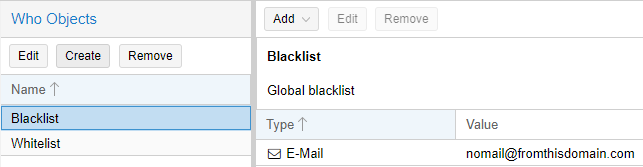 Who Objects
Edit Create Remove
Name
Blacklist
Whitelist
Add Edit Remove
Blacklist
Global blacklist
Type Value
E-Mail nomail@fromthisdomain.com